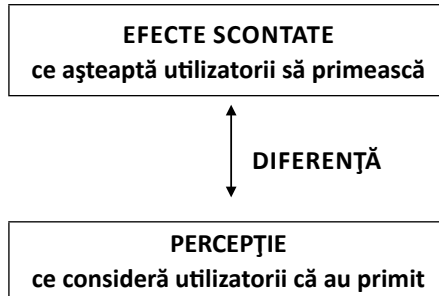 EFECTE SCONTATE
ce aşteaptă utilizatorii să primească
DIFERENŢĂ
PERCEPŢIE
ce consideră utilizatorii că au primit